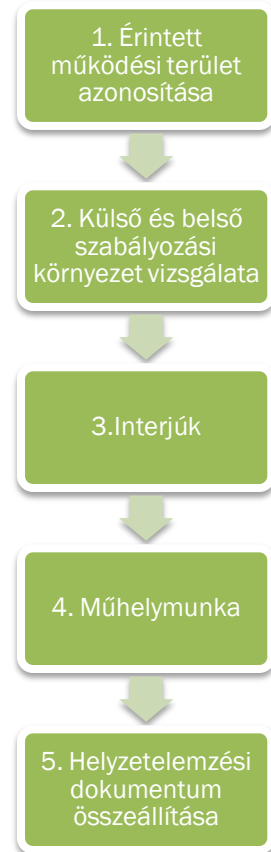 1. Érintett
működési terület
azonosítása
2. Külső és belső
szabályozási
környezet vizsgálata
3.Interjúk
4. Műhelymunka
5. Helyzetelemzési
dokumentum
összeállítása